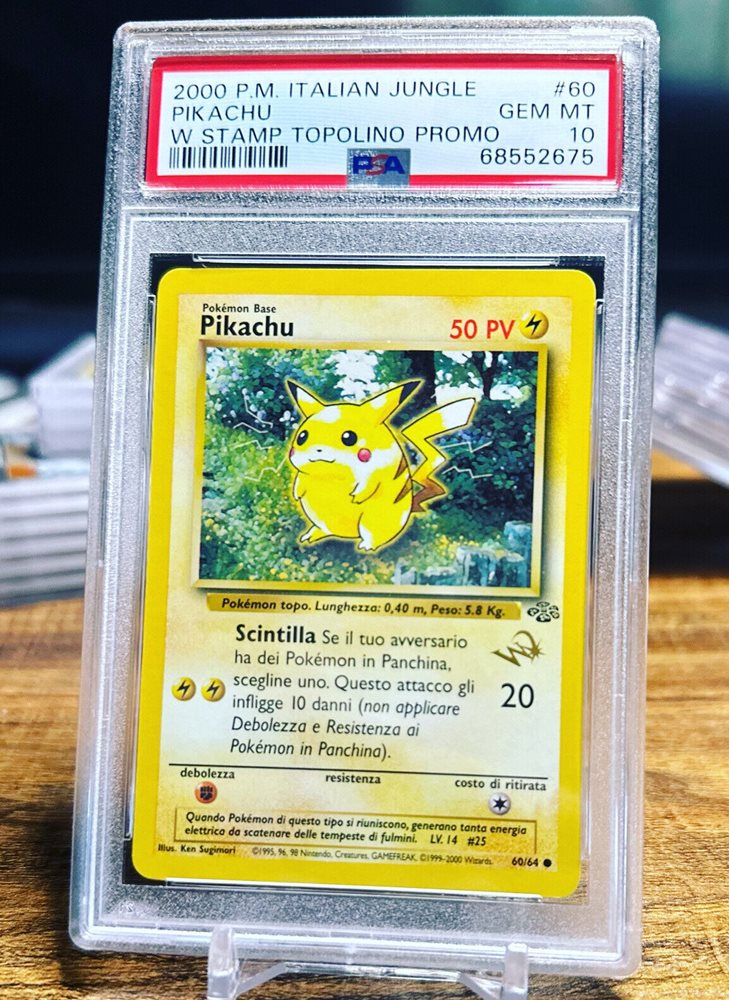 2000 P.M. ITALIAN JUNGLE #60
PIKACHU GEM MT
W STAMP TOPOLINO PROMO 10
PSA 68552675
Pokémon Base
Pikachu 50 PV
Pokémon topo. Lunghezza: 0,40 m, Peso: 5.8 Kg.
W
Scintilla Se il tuo avversario
ha dei Pokémon in Panchina,
scegline uno. Questo attacco gli
infligge 10 danni (non applicare
Debolezza e Resistenza ai
Pokémon in Panchina).
20
debolezza resistenza costo di ritirata
Quando Pokémon di questo tipo si riuniscono, generano tanta energia
elettrica da scatenare delle tempeste di fulmini. LV. 14 #25
Illus. Ken Sugimori ©1995, 96, 98 Nintendo, Creatures, GAMEFREAK. ©1999-2000 Wizards. 60/64